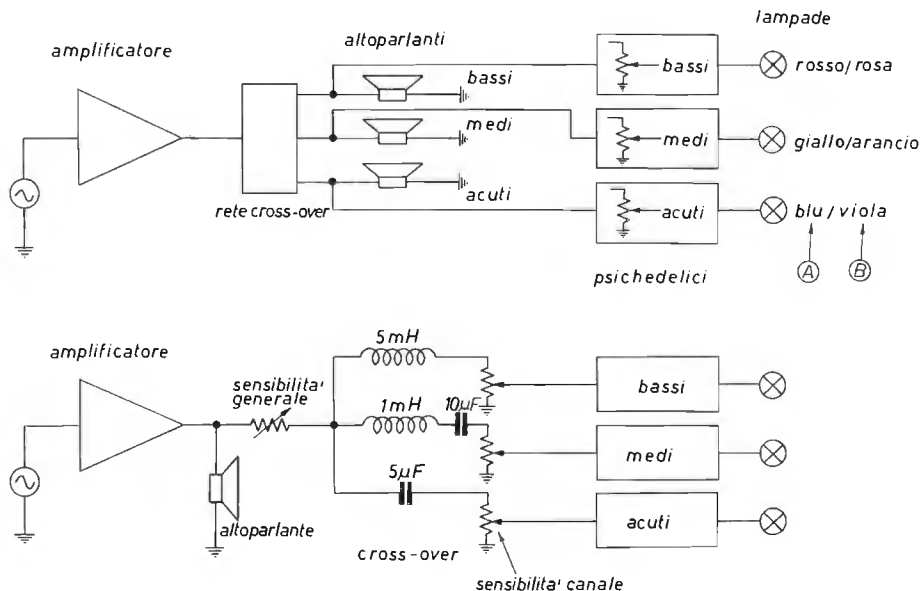 lampade
amplificatore
altoparlanti
bassi
bassi
rosso/rosa
medi
medi
giallo/arancio
acuti
acuti
blu/viola
rete cross-over
psichedelici
A
B
amplificatore
5mH
sensibilita'
generale
bassi
1mH
10µF
medi
5µF
acuti
altoparlante
cross-over
sensibilita' canale